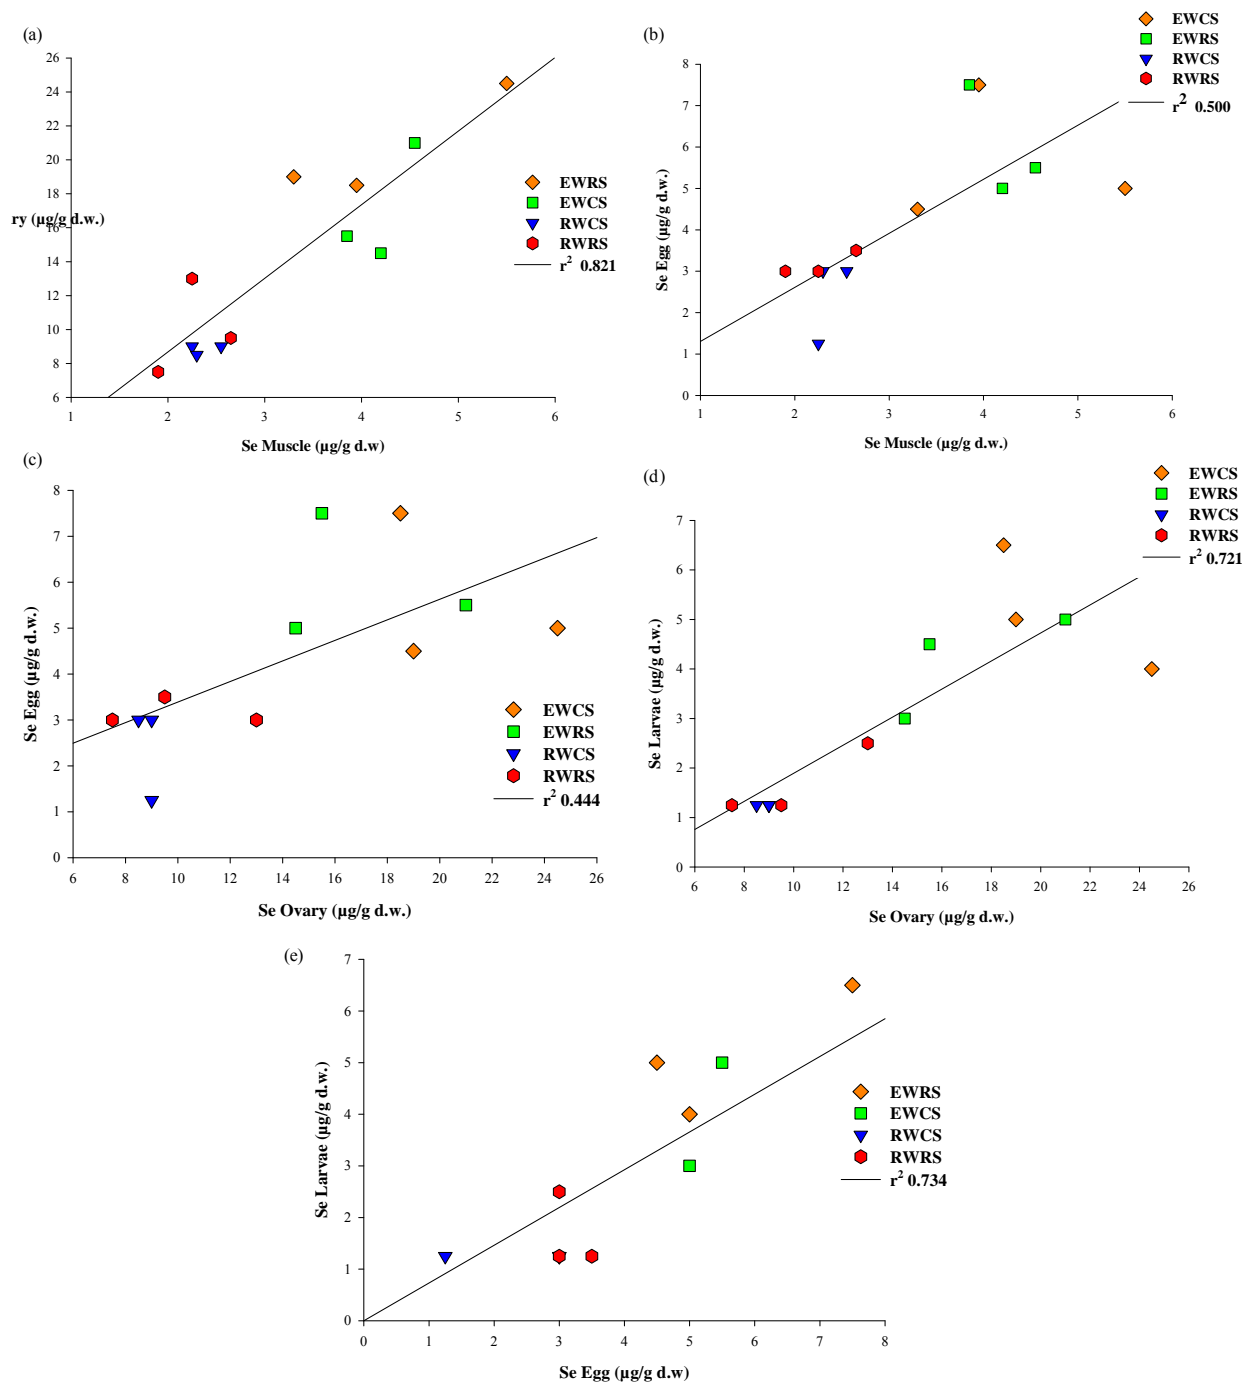 (a)
26
24
22
20
18
16
14
12
10
8
6
ry (µg/g d.w.)
1 2 3 4 5 6
Se Muscle (µg/g d.w)
EWRS
EWCS
RWCS
RWRS
r2 0.821
(b)
8
7
6
5
4
3
2
1
0
Se Egg (µg/g d.w.)
1 2 3 4 5 6
Se Muscle (µg/g d.w.)
EWCS
EWRS
RWCS
RWRS
r2 0.500
(c)
8
7
6
5
4
3
2
1
0
Se Egg (µg/g d.w.)
6 8 10 12 14 16 18 20 22 24 26
Se Ovary (µg/g d.w.)
EWCS
EWRS
RWCS
RWRS
r2 0.444
(d)
7
6
5
4
3
2
1
0
Se Larvae (µg/g d.w.)
6 8 10 12 14 16 18 20 22 24 26
Se Ovary (µg/g d.w.)
EWCS
EWRS
RWCS
RWRS
r2 0.721
(e)
7
6
5
4
3
2
1
0
Se Larvae (µg/g d.w.)
0 1 2 3 4 5 6 7 8
Se Egg (µg/g d.w)
EWRS
EWCS
RWCS
RWRS
r2 0.734